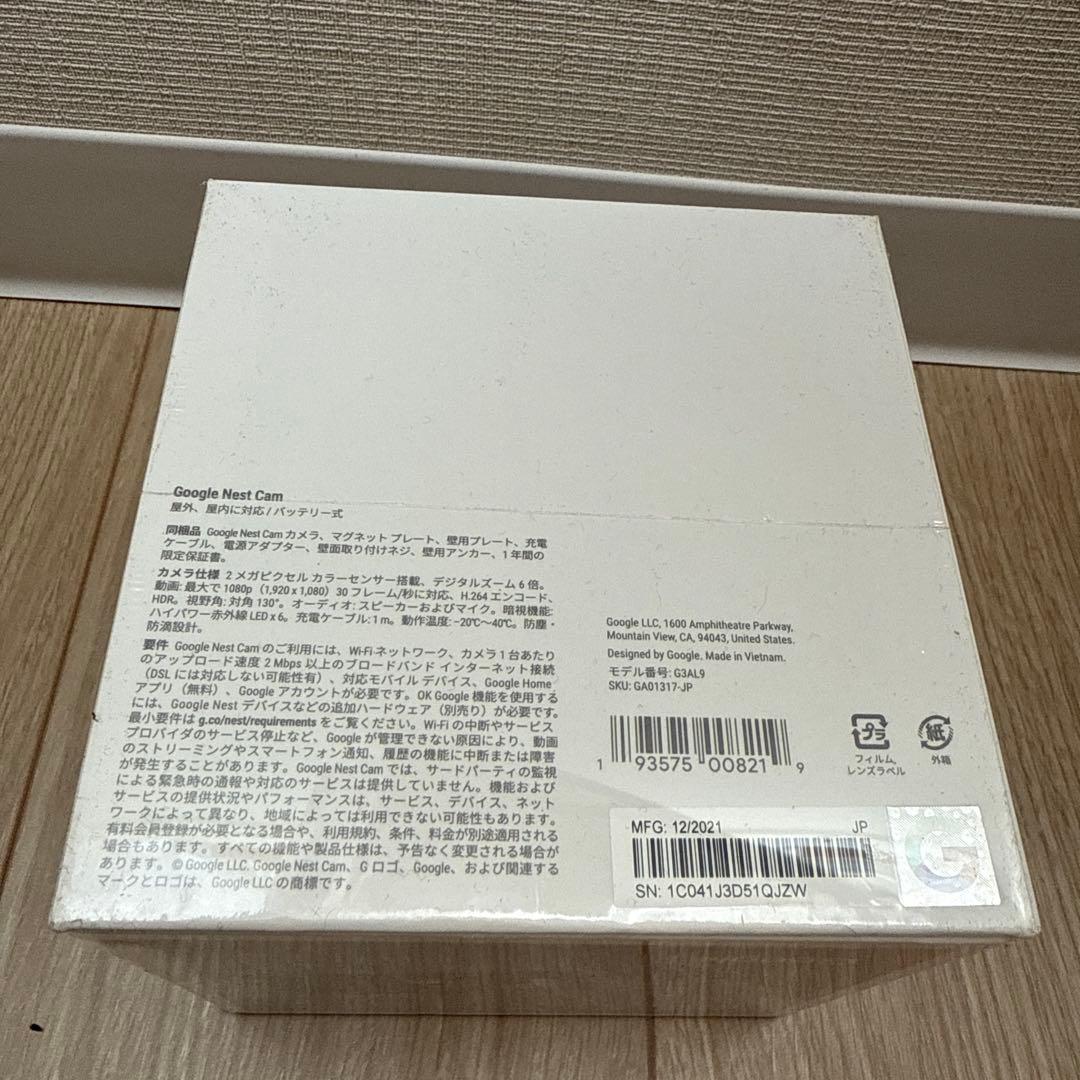 Google Nest Cam
屋外、屋内に対応 / バッテリー式
同梱品 Google Nest Cam カメラ、マグネット プレート、壁用プレート、充電
ケーブル、電源アダプター、壁面取り付けネジ、壁用アンカー、1 年間の
限定保証書。
カメラ仕様 2 メガピクセル カラーセンサー搭載、デジタルズーム 6 倍。
動画: 最大で 1080p（1,920 x 1,080）30 フレーム/秒に対応、H.264 エンコード、
HDR。視野角: 対角 130°。オーディオ: スピーカーおよびマイク。暗視機能:
ハイパワー赤外線 LED x 6。充電ケーブル: 1 m。動作温度: −20℃〜40℃。防塵・
防滴設計。
要件 Google Nest Cam のご利用には、Wi-Fi ネットワーク、カメラ 1 台あたり
のアップロード速度 2 Mbps 以上のブロードバンド インターネット接続
（DSL には対応しない可能性有）、対応モバイル デバイス、Google Home
アプリ（無料）、Google アカウントが必要です。OK Google 機能を使用する
には、Google Nest デバイスなどの追加ハードウェア（別売り）が必要です。
最小要件は g.co/nest/requirements をご覧ください。Wi-Fi の中断やサービス
プロバイダのサービス停止など、Google が管理できない原因により、動画
のストリーミングやスマートフォン通知、履歴の機能に中断または障害
が発生することがあります。Google Nest Cam では、サードパーティの監視
による緊急時の通報や対応のサービスは提供していません。機能および
サービスの提供状況やパフォーマンスは、サービス、デバイス、ネット
ワークによって異なり、地域によっては利用できない可能性もあります。
有料会員登録が必要となる場合や、利用規約、条件、料金が別途適用される
場合もあります。すべての機能や製品仕様は、予告なく変更される場合が
あります。© Google LLC. Google Nest Cam、G ロゴ、Google、および関連する
マークとロゴは、Google LLC の商標です。
Google LLC, 1600 Amphitheatre Parkway,
Mountain View, CA, 94043, United States.
Designed by Google. Made in Vietnam.
モデル番号: G3AL9
SKU: GA01317-JP
1 93575 00821 9
プラ
フィルム、
レンズラベル
紙
外箱
MFG: 12/2021 JP
SN: 1C041J3D51QJZW
G